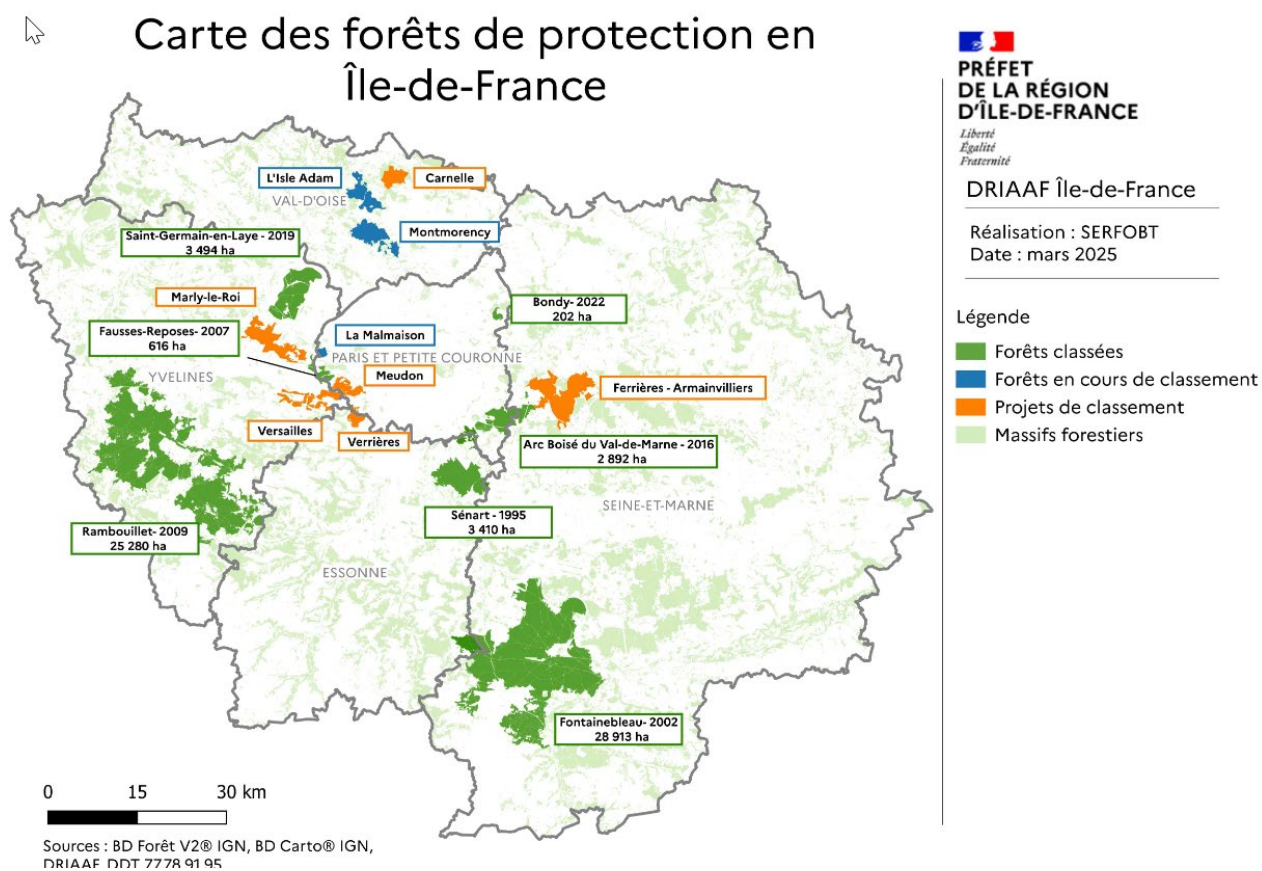 Carte des forêts de protection en
Île-de-France
PRÉFET
DE LA RÉGION
D'ÎLE-DE-FRANCE
Liberté
Égalité
Fraternité
DRIAAF Île-de-France
Réalisation : SERFOBT
Date : mars 2025
Légende
Forêts classées
Forêts en cours de classement
Projets de classement
Massifs forestiers
L'Isle Adam
Carnelle
VAL-D'OISE
Montmorency
Saint-Germain-en-Laye - 2019
3 494 ha
Marly-le-Roi
Bondy- 2022
202 ha
Fausses-Reposes- 2007
616 ha
La Malmaison
PARIS ET PETITE COURONNE
YVELINES
Meudon
Ferrières - Armainvilliers
Versailles
Verrières
Arc Boisé du Val-de-Marne - 2016
2 892 ha
SEINE-ET-MARNE
Sénart - 1995
3 410 ha
Rambouillet- 2009
25 280 ha
ESSONNE
Fontainebleau- 2002
28 913 ha
0 15 30 km
Sources : BD Forêt V2® IGN, BD Carto® IGN,
DRIAAF, DDT 77,78,91,95